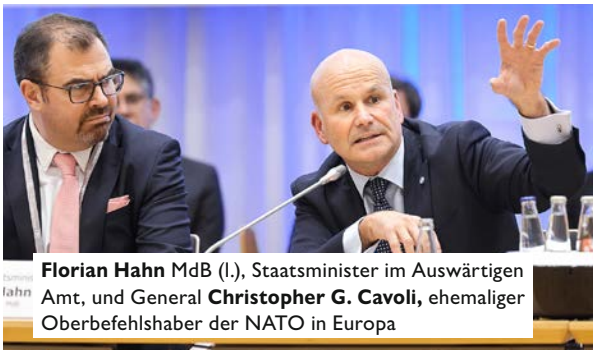 Florian Hahn MdB (l.), Staatsminister im Auswärtigen
Amt, und General Christopher G. Cavoli, ehemaliger
Oberbefehlshaber der NATO in Europa